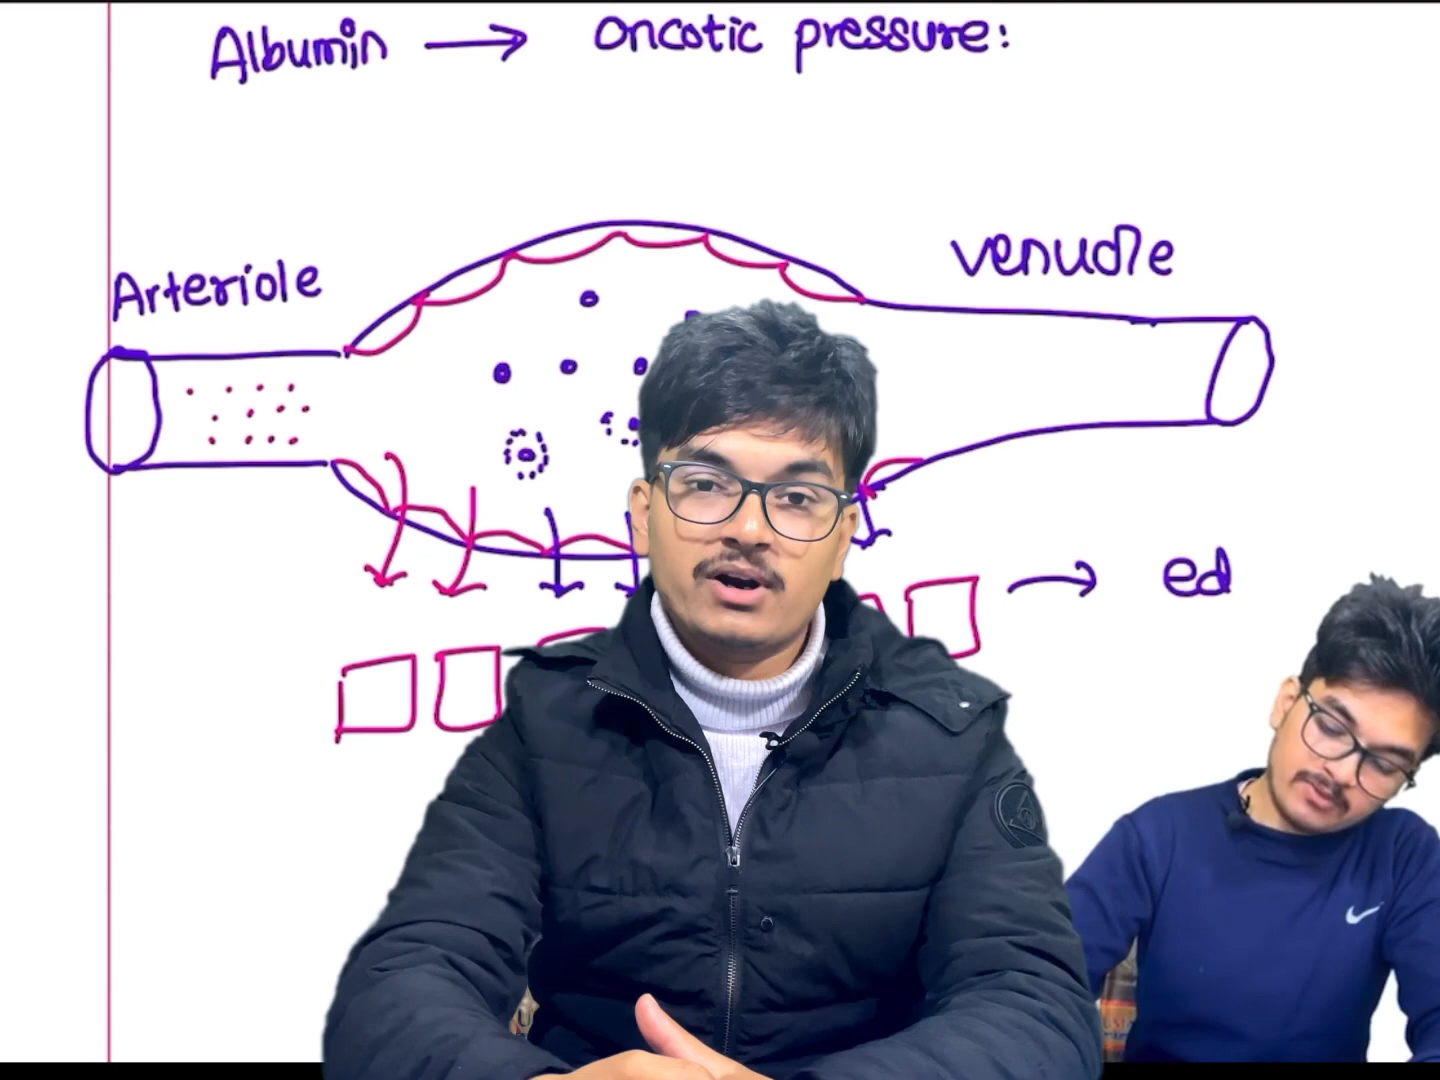 Albumin → Oncotic pressure:
Arteriole
venudle
→ ed